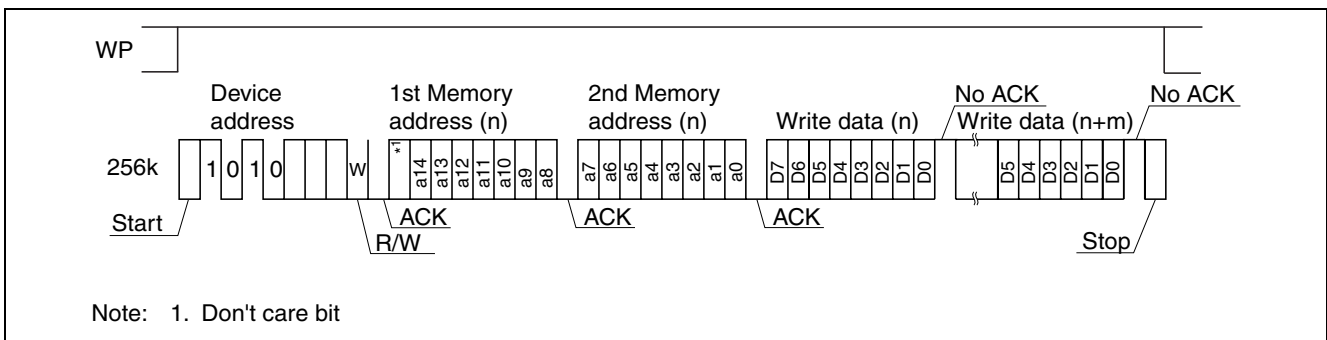 WP
Device address
1st Memory address (n)
2nd Memory address (n)
Write data (n)
No ACK
Write data (n+m)
No ACK
256k
1 0 1 0
W
*1
a14 a13 a12 a11 a10 a9 a8
a7 a6 a5 a4 a3 a2 a1 a0
D7 D6 D5 D4 D3 D2 D1 D0
D5 D4 D3 D2 D1 D0
Start
R/W
ACK
ACK
ACK
Stop
Note: 1. Don't care bit